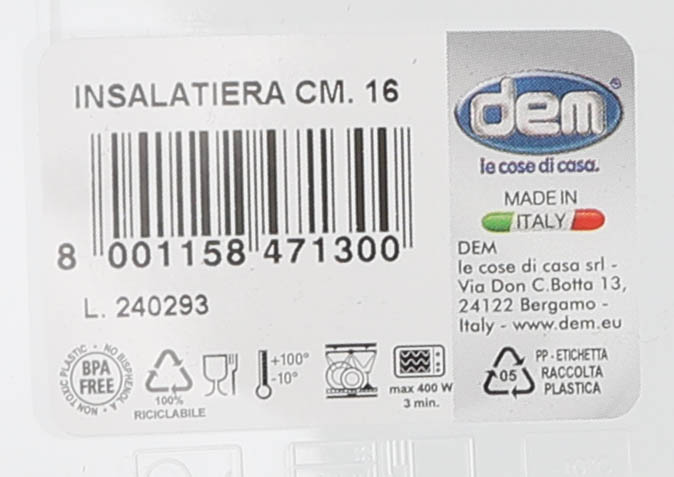 INSALATIERA CM. 16
8 001158 471300
L. 240293
NON TOXIC PLASTIC • NO BISPHENOL A •
BPA
FREE
100%
RICICLABILE
+100°
-10°
max 400 W
3 min.
dem®
le cose di casa.
MADE IN
ITALY
DEM
le cose di casa srl -
Via Don C.Botta 13,
24122 Bergamo -
Italy - www.dem.eu
05
PP - ETICHETTA
RACCOLTA
PLASTICA